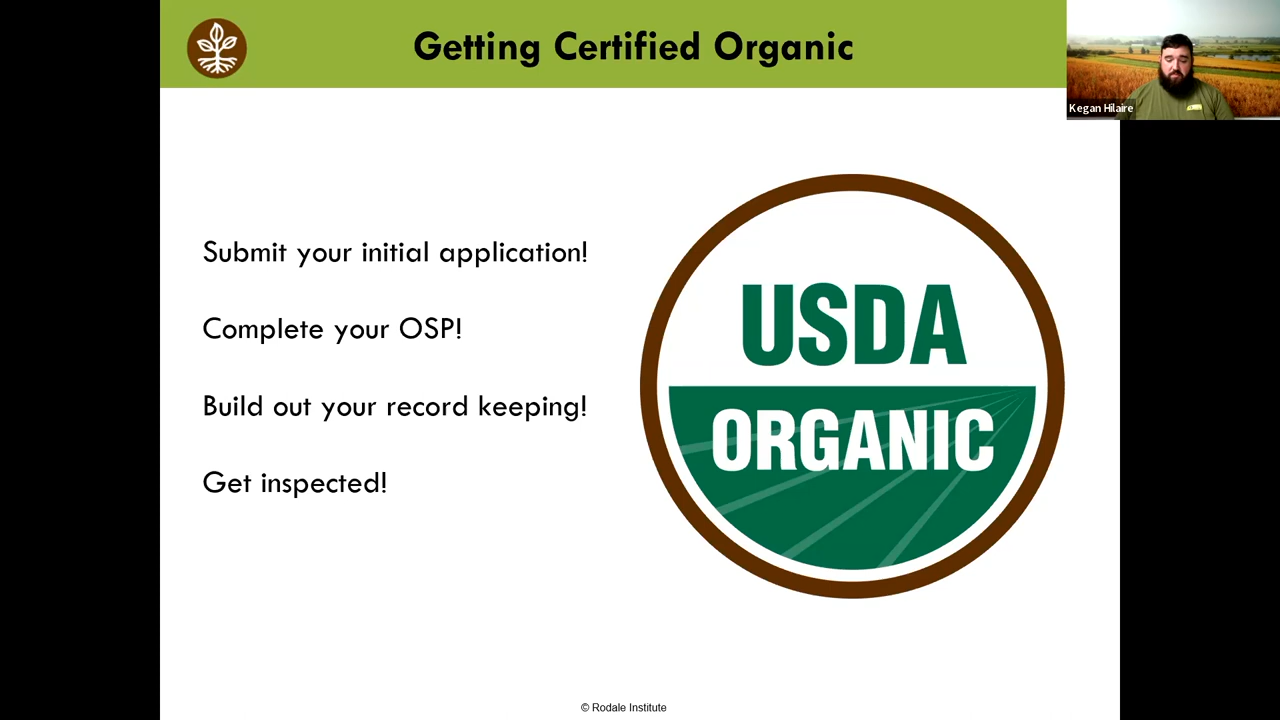 Getting Certified Organic
Kegan Hilaire
Submit your initial application!
Complete your OSP!
Build out your record keeping!
Get inspected!
USDA
ORGANIC
© Rodale Institute